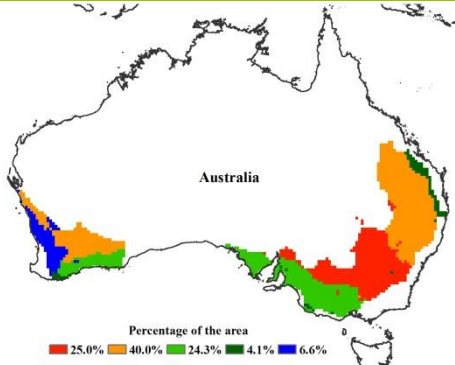 Australia
Percentage of the area
25.0% 40.0% 24.3% 4.1% 6.6%